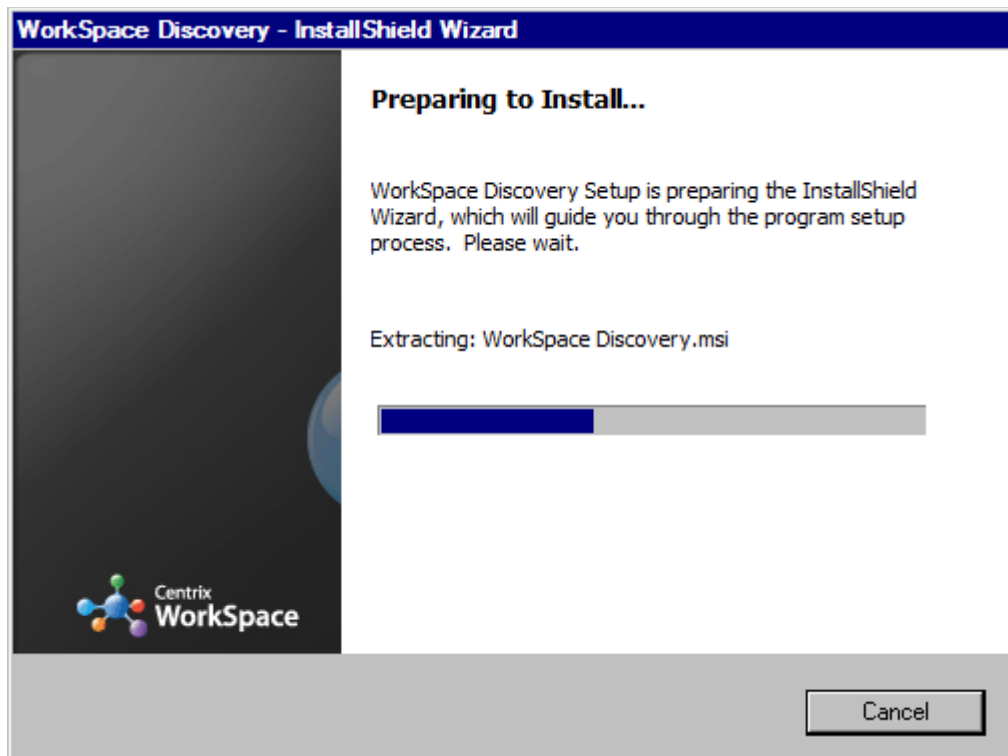 WorkSpace Discovery - InstallShield Wizard
Preparing to Install...
WorkSpace Discovery Setup is preparing the InstallShield
Wizard, which will guide you through the program setup
process.  Please wait.
Extracting: WorkSpace Discovery.msi
Centrix
WorkSpace
Cancel